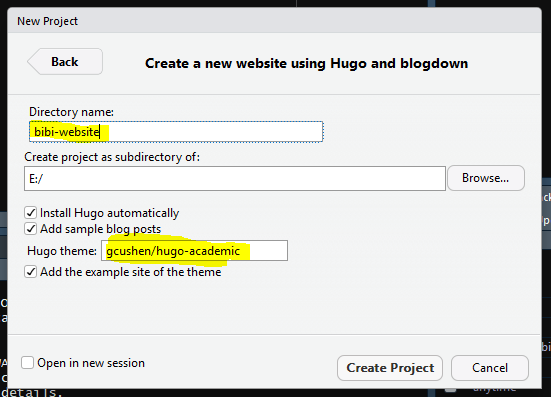 New Project
Back
Create a new website using Hugo and blogdown
Directory name:
bibi-website
Create project as subdirectory of:
E:/
Browse...
Install Hugo automatically
Add sample blog posts
Hugo theme: gcushen/hugo-academic
Add the example site of the theme
Open in new session
Create Project
Cancel
details.
anytime